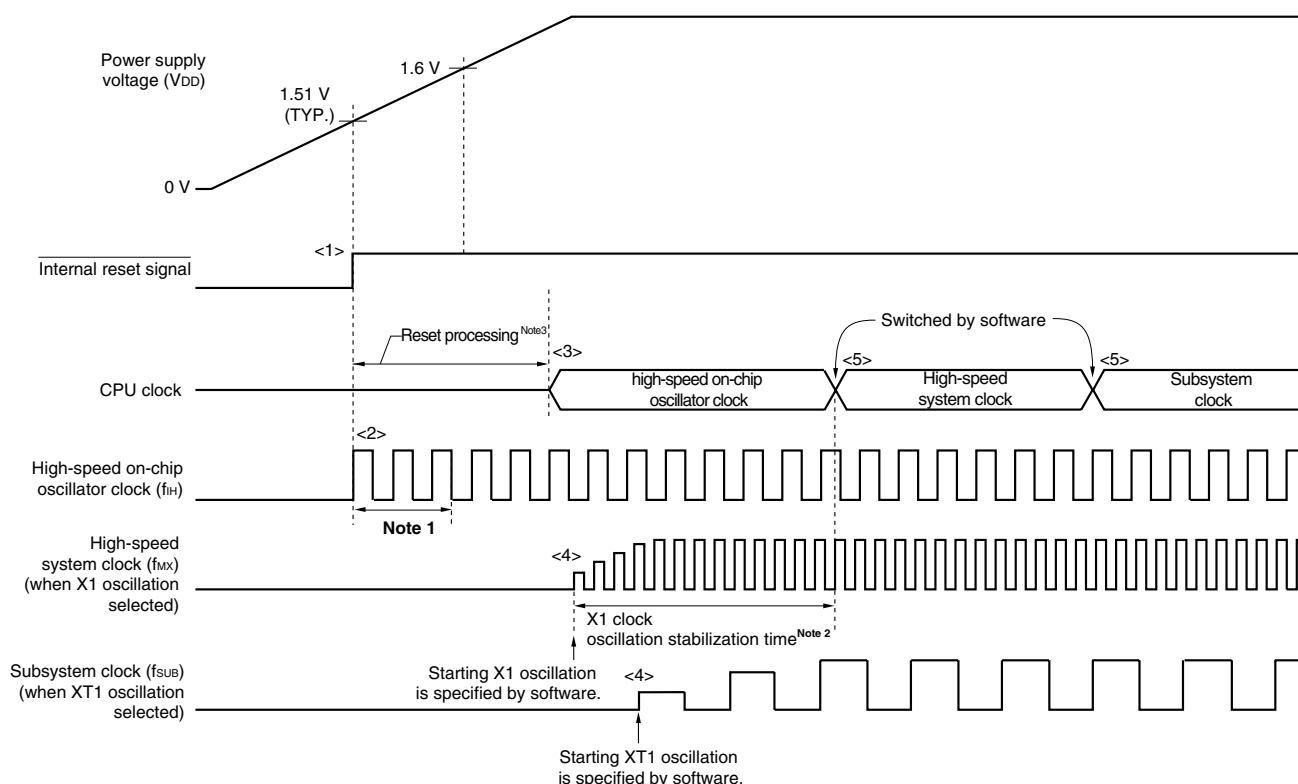 Power supply
voltage (VDD)
1.6 V
1.51 V
(TYP.)
0 V
<1>
Internal reset signal
Reset processing Note3
Switched by software
<3>
<5>
<5>
CPU clock
high-speed on-chip
oscillator clock
High-speed
system clock
Subsystem
clock
<2>
High-speed on-chip
oscillator clock (fIH)
Note 1
High-speed
system clock (fMX)
(when X1 oscillation
selected)
<4>
X1 clock
oscillation stabilization time Note 2
Starting X1 oscillation
is specified by software.
Subsystem clock (fSUB)
(when XT1 oscillation
selected)
<4>
Starting XT1 oscillation
is specified by software.